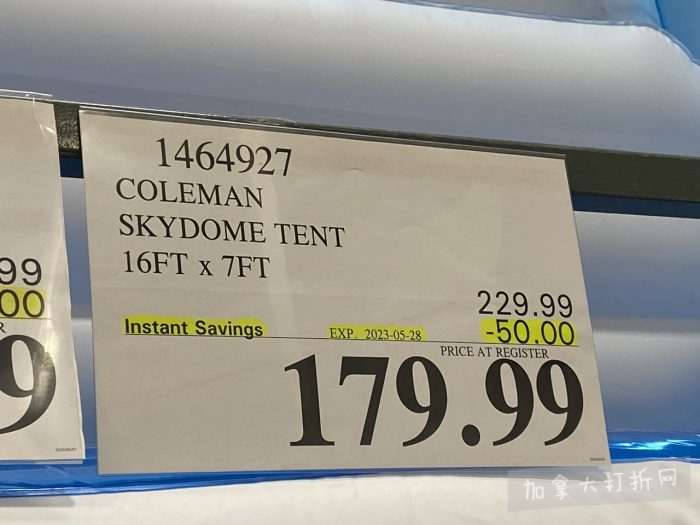 1464927
COLEMAN
SKYDOME TENT
16FT x 7FT
229.99
Instant Savings EXP. 2023-05-28 -50.00
PRICE AT REGISTER
179.99
.99
00
R
9
加拿大打折网